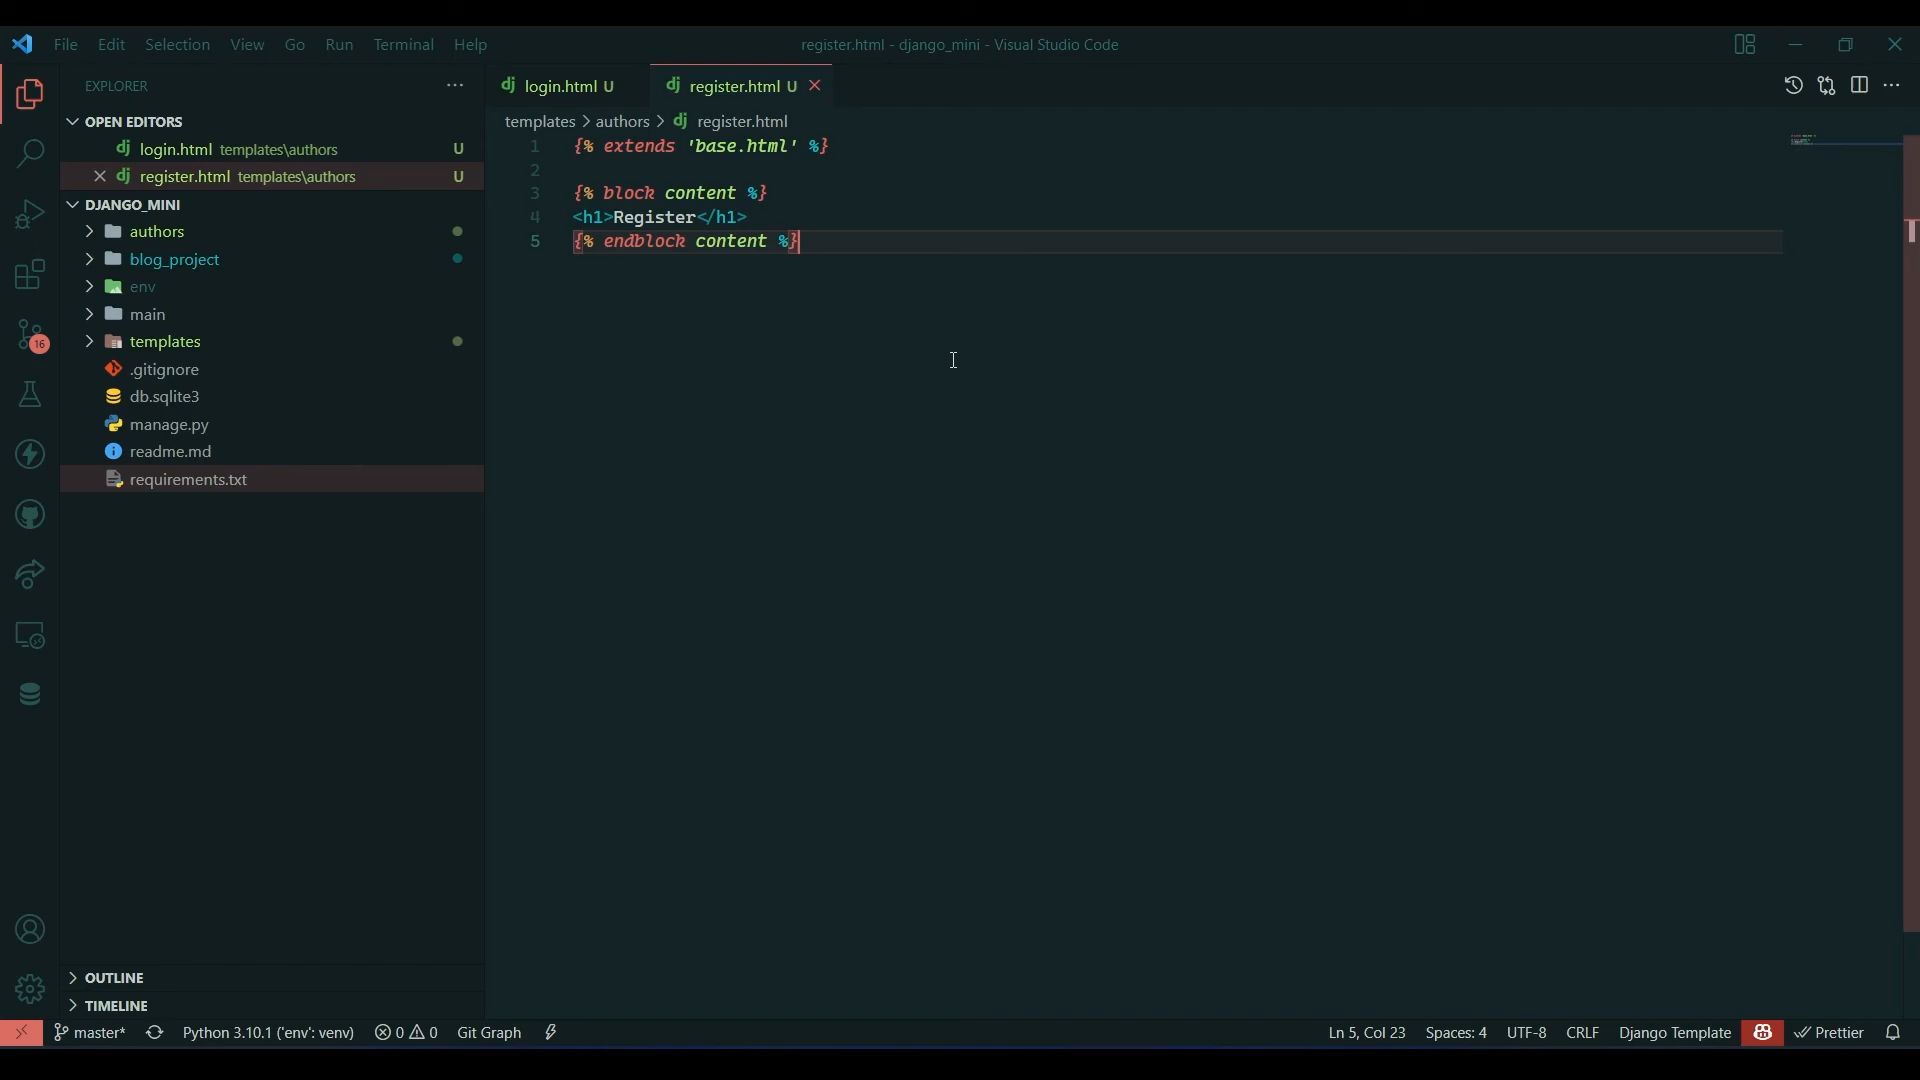 File Edit Selection View Go Run Terminal Help
register.html - django_mini - Visual Studio Code
EXPLORER
OPEN EDITORS
login.html templates\authors U
register.html templates\authors U
DJANGO_MINI
authors
blog_project
env
main
templates
.gitignore
db.sqlite3
manage.py
readme.md
requirements.txt
OUTLINE
TIMELINE
16
dj login.html U
dj register.html U
templates > authors > dj register.html
1 {% extends 'base.html' %}
2
3 {% block content %}
4 <h1>Register</h1>
5 {% endblock content %}
master* Python 3.10.1 ('env': venv) 0 0 Git Graph
Ln 5, Col 23 Spaces: 4 UTF-8 CRLF Django Template Prettier